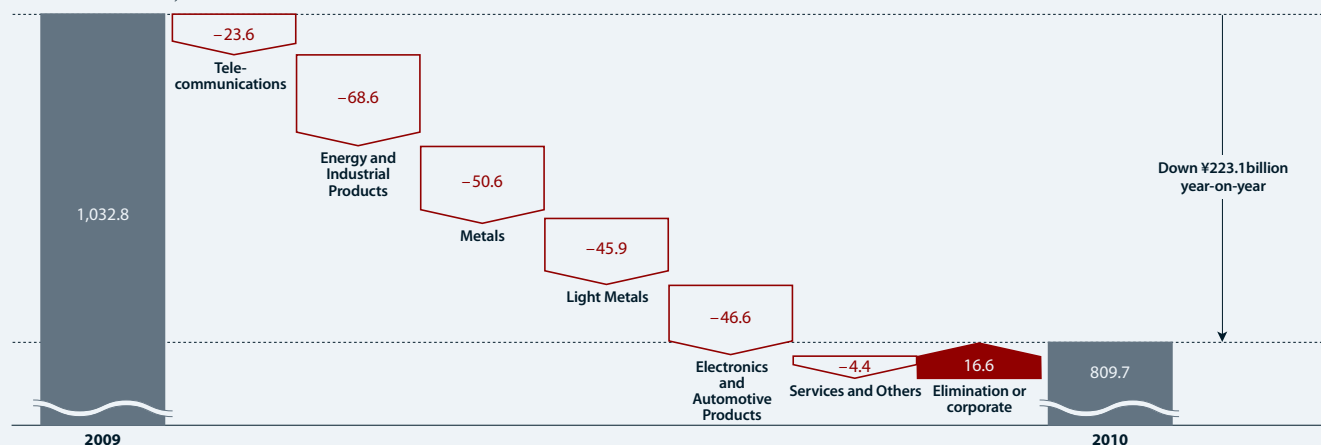 –23.6
Tele-
communications
–68.6
Energy and
Industrial
Products
–50.6
Metals
–45.9
Light Metals
–46.6
Electronics
and
Automotive
Products
–4.4
Services and Others
16.6
Elimination or
corporate
1,032.8
809.7
Down ¥223.1billion
year-on-year
2009
2010